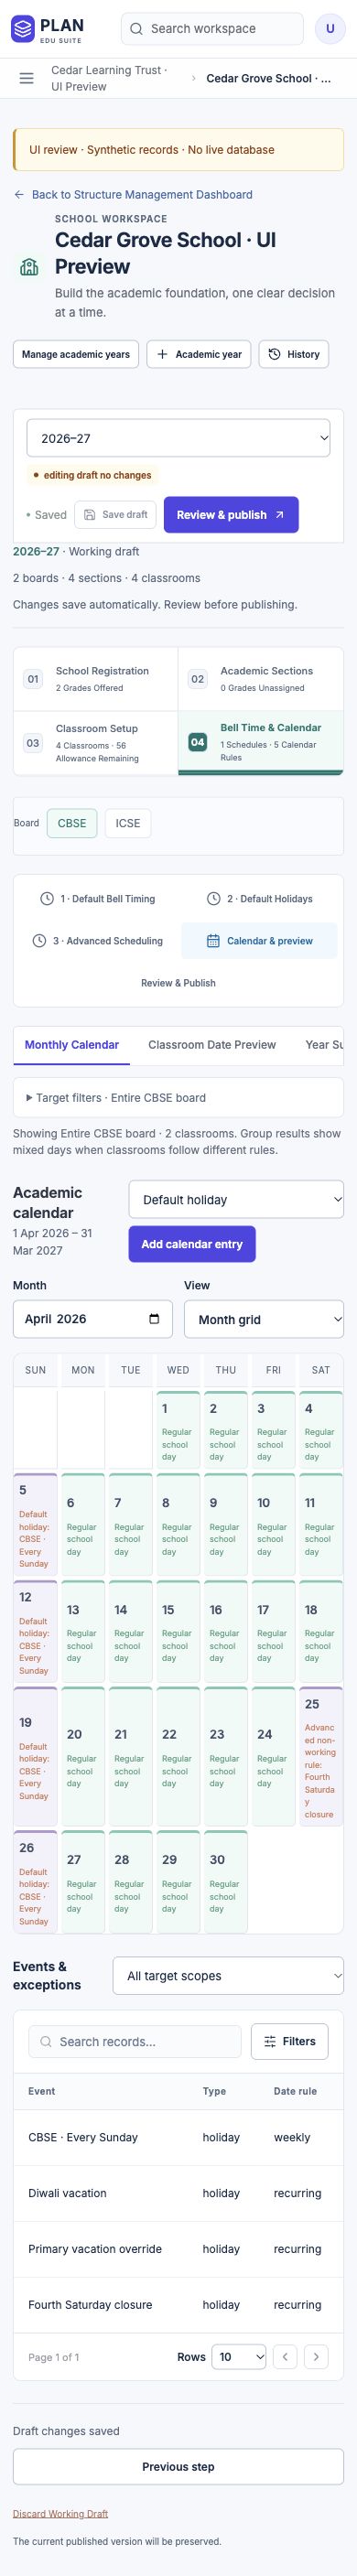 PLAN
EDU SUITE
Search workspace
U
Cedar Learning Trust ·
UI Preview
Cedar Grove School · ...
UI review · Synthetic records · No live database
Back to Structure Management Dashboard
SCHOOL WORKSPACE
Cedar Grove School · UI
Preview
Build the academic foundation, one clear decision
at a time.
Manage academic years
Academic year
History
2026–27
editing draft no changes
Saved
Save draft
Review & publish
2026–27 · Working draft
2 boards · 4 sections · 4 classrooms
Changes save automatically. Review before publishing.
01
School Registration
2 Grades Offered
02
Academic Sections
0 Grades Unassigned
03
Classroom Setup
4 Classrooms · 56
Allowance Remaining
04
Bell Time & Calendar
1 Schedules · 5 Calendar
Rules
Board
CBSE
ICSE
1 · Default Bell Timing
2 · Default Holidays
3 · Advanced Scheduling
Calendar & preview
Review & Publish
Monthly Calendar
Classroom Date Preview
Year Su
Target filters · Entire CBSE board
Showing Entire CBSE board · 2 classrooms. Group results show
mixed days when classrooms follow different rules.
Academic
calendar
1 Apr 2026 – 31
Mar 2027
Default holiday
Add calendar entry
Month
April 2026
View
Month grid
SUN MON TUE WED THU FRI SAT
1
Regular
school
day
2
Regular
school
day
3
Regular
school
day
4
Regular
school
day
5
Default
holiday:
CBSE ·
Every
Sunday
6
Regular
school
day
7
Regular
school
day
8
Regular
school
day
9
Regular
school
day
10
Regular
school
day
11
Regular
school
day
12
Default
holiday:
CBSE ·
Every
Sunday
13
Regular
school
day
14
Regular
school
day
15
Regular
school
day
16
Regular
school
day
17
Regular
school
day
18
Regular
school
day
19
Default
holiday:
CBSE ·
Every
Sunday
20
Regular
school
day
21
Regular
school
day
22
Regular
school
day
23
Regular
school
day
24
Regular
school
day
25
Advanc
ed non-
working
rule:
Fourth
Saturda
y
closure
26
Default
holiday:
CBSE ·
Every
Sunday
27
Regular
school
day
28
Regular
school
day
29
Regular
school
day
30
Regular
school
day
Events &
exceptions
All target scopes
Search records...
Filters
Event Type Date rule
CBSE · Every Sunday holiday weekly
Diwali vacation holiday recurring
Primary vacation override holiday recurring
Fourth Saturday closure holiday recurring
Page 1 of 1
Rows
10
Draft changes saved
Previous step
Discard Working Draft
The current published version will be preserved.